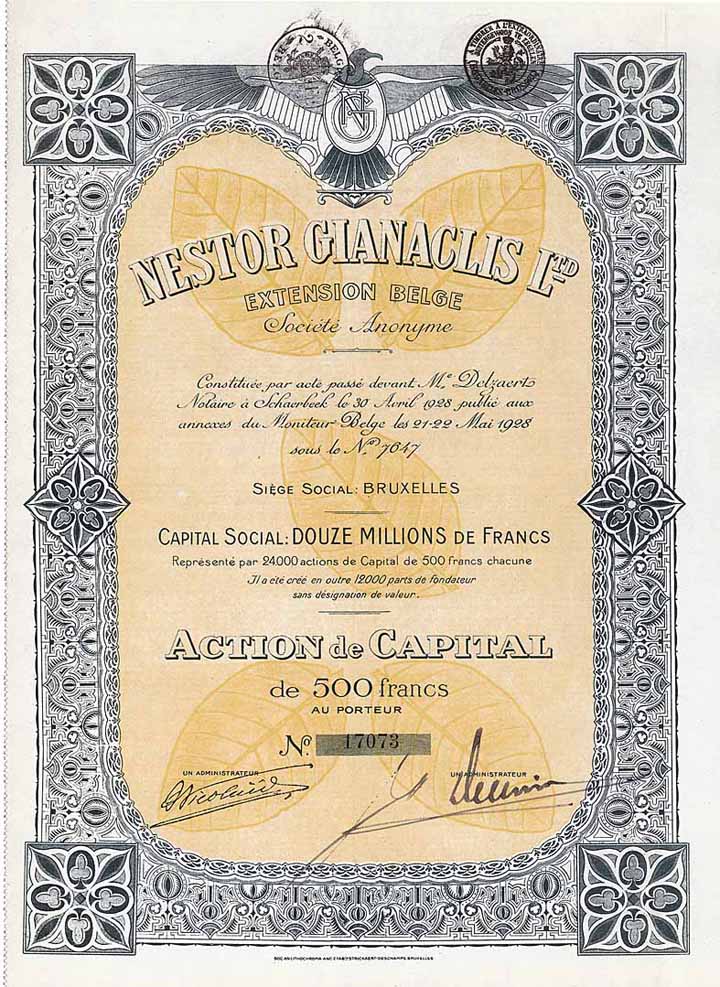 NG
NESTOR GIANACLIS LTD
EXTENSION BELGE
Société Anonyme
Constituée par acte passé devant Me Delzaert
Notaire à Schaerbeek le 30 Avril 1928 publié aux
annexes du Moniteur Belge les 21-22 Mai 1928
sous le No 7647
SIÈGE SOCIAL: BRUXELLES
CAPITAL SOCIAL: DOUZE MILLIONS DE FRANCS
Représenté par 24.000 actions de Capital de 500 francs chacune
Il a été créé en outre 12000 parts de fondateur
sans désignation de valeur.
ACTION de CAPITAL
de 500 francs
AU PORTEUR
No. 17073
UN ADMINISTRATEUR
UN ADMINISTRATEUR